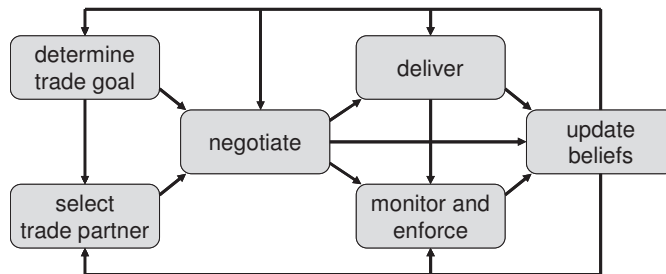 determine
trade goal
deliver
negotiate
update
beliefs
select
trade partner
monitor and
enforce